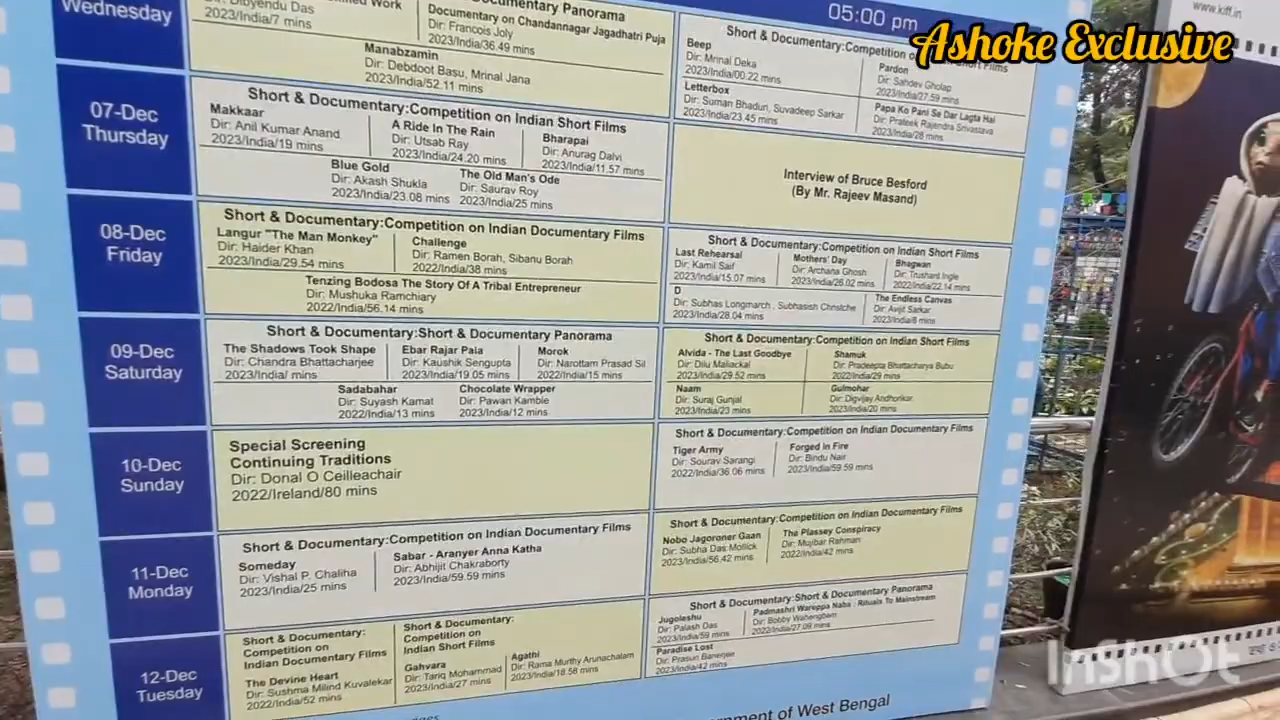 www.kiff.in
Ashoke Exclusive
05:00 pm
Wednesday
Work
Dir: Dibyendu Das
2023/India/7 mins
Documentary Panorama
Documentary on Chandannagar Jagadhatri Puja
Dir: Francois Joly
2023/India/36.49 mins
Manabzamin
Dir: Debdoot Basu, Mrinal Jana
2023/India/52.11 mins
Short & Documentary:Competition on Short Films
Beep
Dir: Mrinal Deka
2023/India/00.22 mins
Pardon
Dir: Sahdev Gholap
2023/India/27.59 mins
Letterbox
Dir: Suman Bhadun, Suvadeep Sarkar
2023/India/23.45 mins
Papa Ko Pani Se Dar Lagta Hai
Dir: Prateek Rajendra Srivastava
2023/India/28 mins
07-Dec
Thursday
Short & Documentary:Competition on Indian Short Films
Makkaar
Dir: Anil Kumar Anand
2023/India/19 mins
A Ride In The Rain
Dir: Utsab Ray
2023/India/24.20 mins
Bharapai
Dir: Anurag Dalvi
2023/India/11.57 mins
Blue Gold
Dir: Akash Shukla
2023/India/23.08 mins
The Old Man's Ode
Dir: Saurav Roy
2023/India/25 mins
Interview of Bruce Besford
(By Mr. Rajeev Masand)
08-Dec
Friday
Short & Documentary:Competition on Indian Documentary Films
Langur "The Man Monkey"
Dir: Haider Khan
2023/India/29.54 mins
Challenge
Dir: Ramen Borah, Sibanu Borah
2022/India/38 mins
Tenzing Bodosa The Story Of A Tribal Entrepreneur
Dir: Mushuka Ramchiary
2022/India/56.14 mins
Short & Documentary:Competition on Indian Short Films
Last Rehearsal
Dir: Kamil Saif
2023/India/15.07 mins
Mothers' Day
Dir: Archana Ghosh
2023/India/26.02 mins
Bhagwan
Dir: Trushant Ingle
2022/India/22.14 mins
D
Dir: Subhas Longmarch , Subhasish
2023/India/28.04 mins
The Endless Canvas
Dir: Avijit Sarkar
2023/India/8 mins
09-Dec
Saturday
Short & Documentary:Short & Documentary Panorama
The Shadows Took Shape
Dir: Chandra Bhattacharjee
2023/India/ mins
Ebar Rajar Pala
Dir: Kaushik Sengupta
2023/India/19.05 mins
Morok
Dir: Narottam Prasad Sil
2022/India/15 mins
Sadabahar
Dir: Suyash Kamat
2022/India/13 mins
Chocolate Wrapper
Dir: Pawan Kamble
2023/India/12 mins
Short & Documentary:Competition on Indian Short Films
Alvida - The Last Goodbye
Dir: Dilu Maliackal
2023/India/29.52 mins
Shamuk
Dir: Pradeepta Bhattacharya Bubu
2022/India/29 mins
Naam
Dir: Suraj Gunjal
2023/India/23 mins
Gulmohar
Dir: Digvijay Andhorikar
2023/India/20 mins
10-Dec
Sunday
Special Screening
Continuing Traditions
Dir: Donal O Ceilleachair
2022/Ireland/80 mins
Short & Documentary:Competition on Indian Documentary Films
Tiger Army
Dir: Sourav Sarangi
2022/India/36.06 mins
Forged In Fire
Dir: Bindu Nair
2023/India/59.59 mins
11-Dec
Monday
Short & Documentary:Competition on Indian Documentary Films
Someday
Dir: Vishal P. Chaliha
2023/India/25 mins
Sabar - Aranyer Anna Katha
Dir: Abhijit Chakraborty
2023/India/59.59 mins
Short & Documentary:Competition on Indian Documentary Films
Nobo Jagoroner Gaan
Dir: Subha Das Mollick
2023/India/56.42 mins
The Plassey Conspiracy
Dir: Mujibar Rahman
2022/India/42 mins
12-Dec
Tuesday
Short & Documentary:
Competition on
Indian Documentary Films
The Devine Heart
Dir: Sushma Milind Kuvalekar
2022/India/52 mins
Short & Documentary:
Competition on
Indian Short Films
Gahvara
Dir: Tariq Mohammad
2023/India/27 mins
Agathi
Dir: Rama Murthy Arunachalam
2023/India/18.58 mins
Short & Documentary:Short & Documentary Panorama
Jugoleshu
Dir: Palash Das
2023/India/59 mins
Padmashri Wareppa Naba : Rituals To Mainstream
Dir: Bobby Wahengbam
2022/India/27.09 mins
Paradise Lost
Dir: Prasun Banerjee
2023/India/42 mins
of West Bengal
InShOt